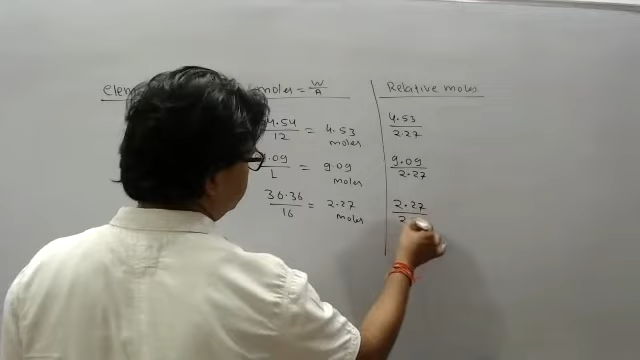 moles = W/A Relative moles
54.54/12 = 4.53 moles 4.53/2.27
9.09/1 = 9.09 moles 9.09/2.27
36.36/16 = 2.27 moles 2.27/2